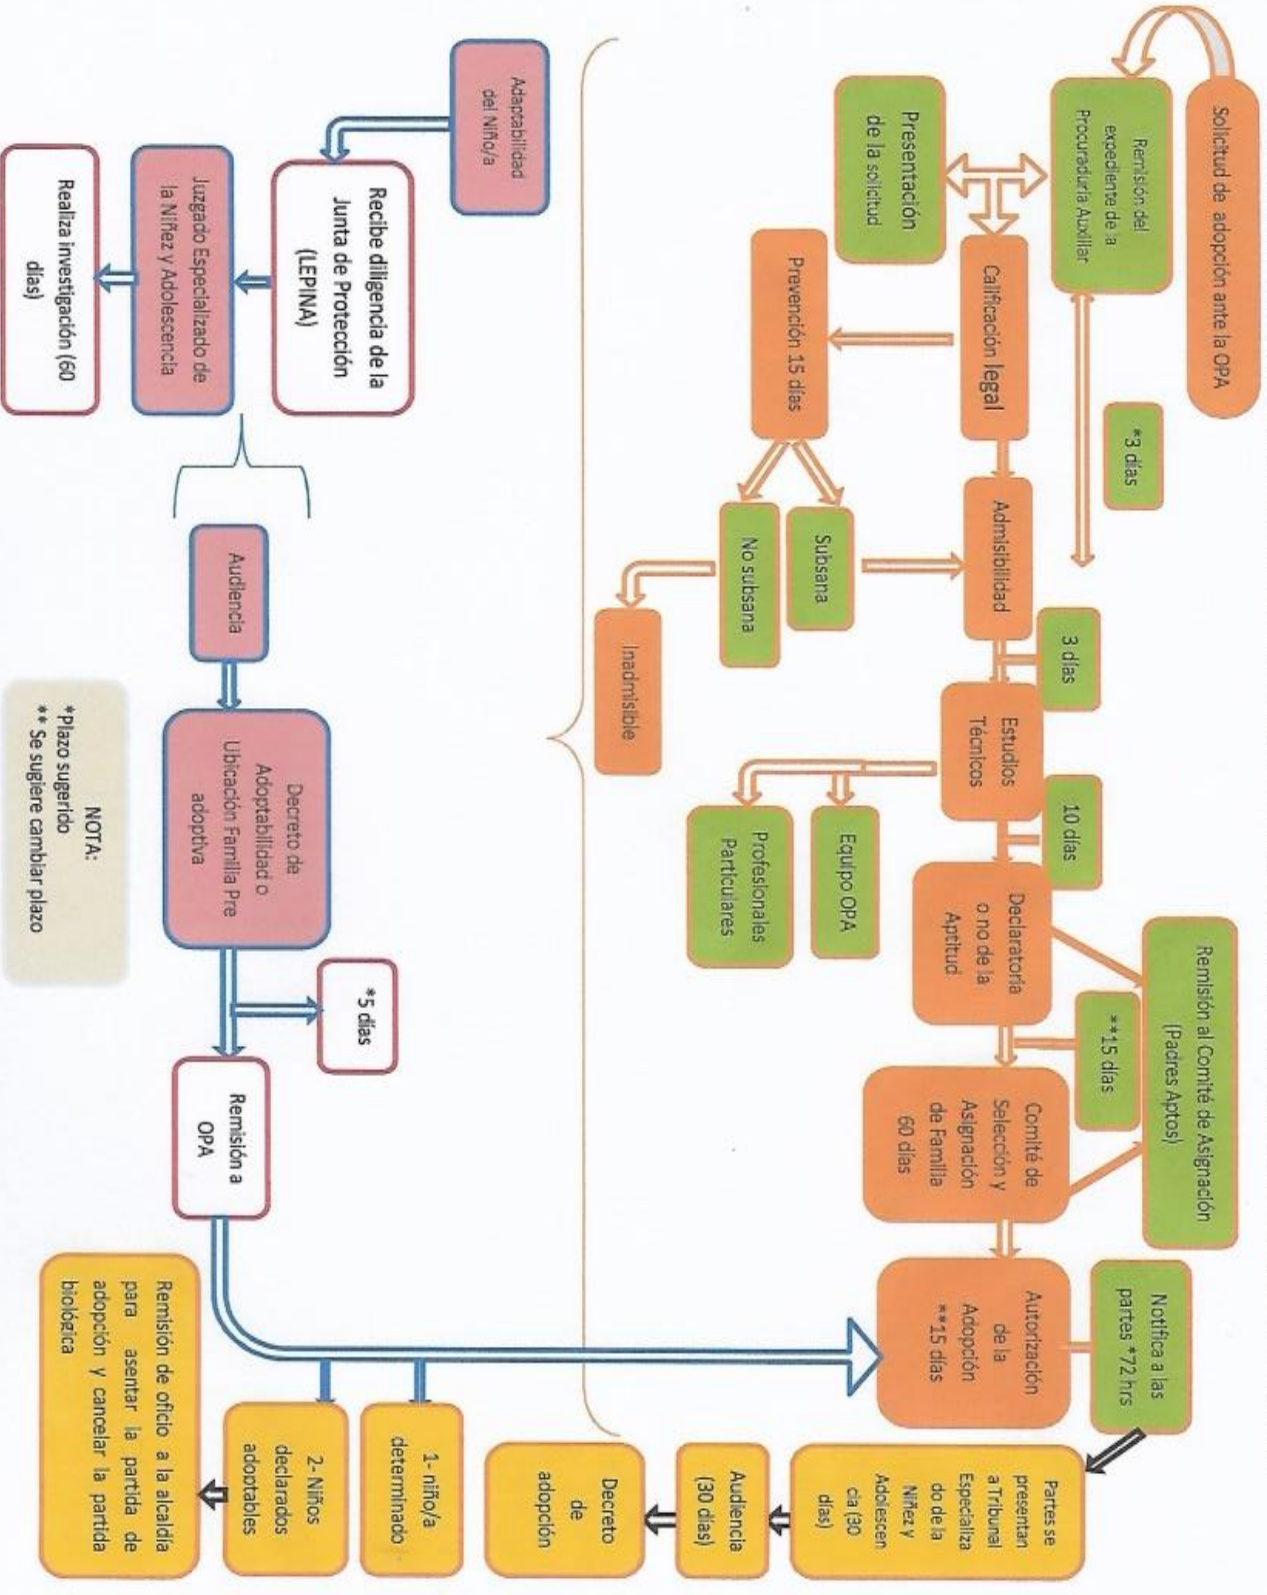 Solicitud de adopción ante la OPA
Remisión del
expediente de la
Procuraduría Auxiliar
*3 días
Presentación
de la solicitud
Calificación legal
Prevención 15 días
Admisibilidad
Subsana
No subsana
Inadmisible
3 días
Estudios
Técnicos
10 días
Equipo OPA
Profesionales
Particulares
Declaratoria
o no de la
Aptitud
Remisión al Comité de Asignación
(Padres Aptos)
**15 días
Comité de
Selección y
Asignación
de Familia
60 días
Autorización
de la
Adopción
**15 días
Notifica a las
partes *72 hrs
Partes se
presentan
a Tribunal
Especializa
do de la
Niñez y
Adolescen
cia (30
días)
Audiencia
(30 días)
Decreto
de
adopción
Adaptabilidad
del Niño/a
Recibe diligencia de la
Junta de Protección
(LEPINA)
Juzgado Especializado de
la Niñez y Adolescencia
Realiza investigación (60
días)
Audiencia
Decreto de
Adoptabilidad o
Ubicación Familia Pre
adoptiva
*5 días
Remisión a
OPA
1- niño/a
determinado
2- Niños
declarados
adoptables
Remisión de oficio a la alcaldía
para asentar la partida de
adopción y cancelar la partida
biológica
NOTA:
*Plazo sugerido
** Se sugiere cambiar plazo